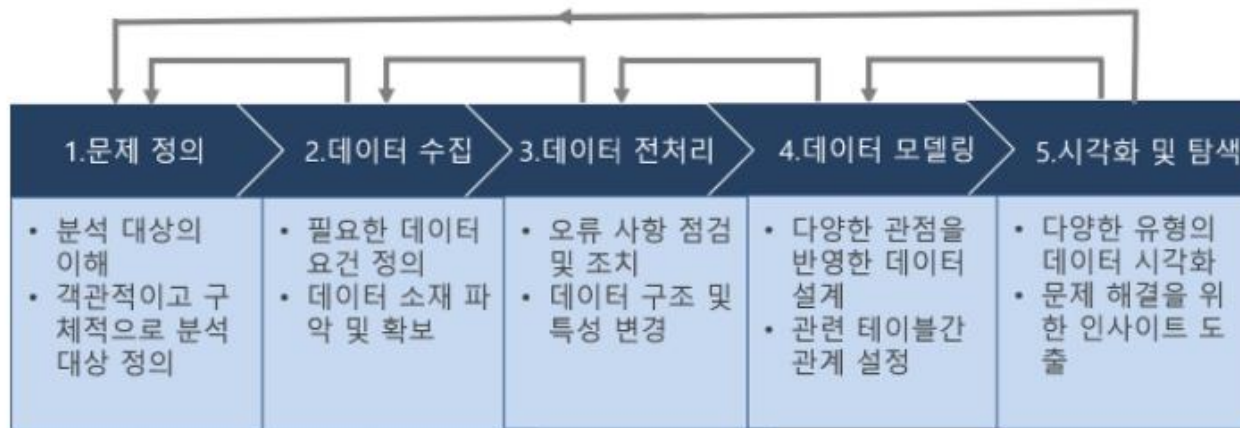 1.문제 정의
2.데이터 수집
3.데이터 전처리
4.데이터 모델링
5.시각화 및 탐색
• 분석 대상의
이해
• 객관적이고 구
체적으로 분석
대상 정의
• 필요한 데이터
요건 정의
• 데이터 소재 파
악 및 확보
• 오류 사항 점검
및 조치
• 데이터 구조 및
특성 변경
• 다양한 관점을
반영한 데이터
설계
• 관련 테이블간
관계 설정
• 다양한 유형의
데이터 시각화
• 문제 해결을 위
한 인사이트 도
출